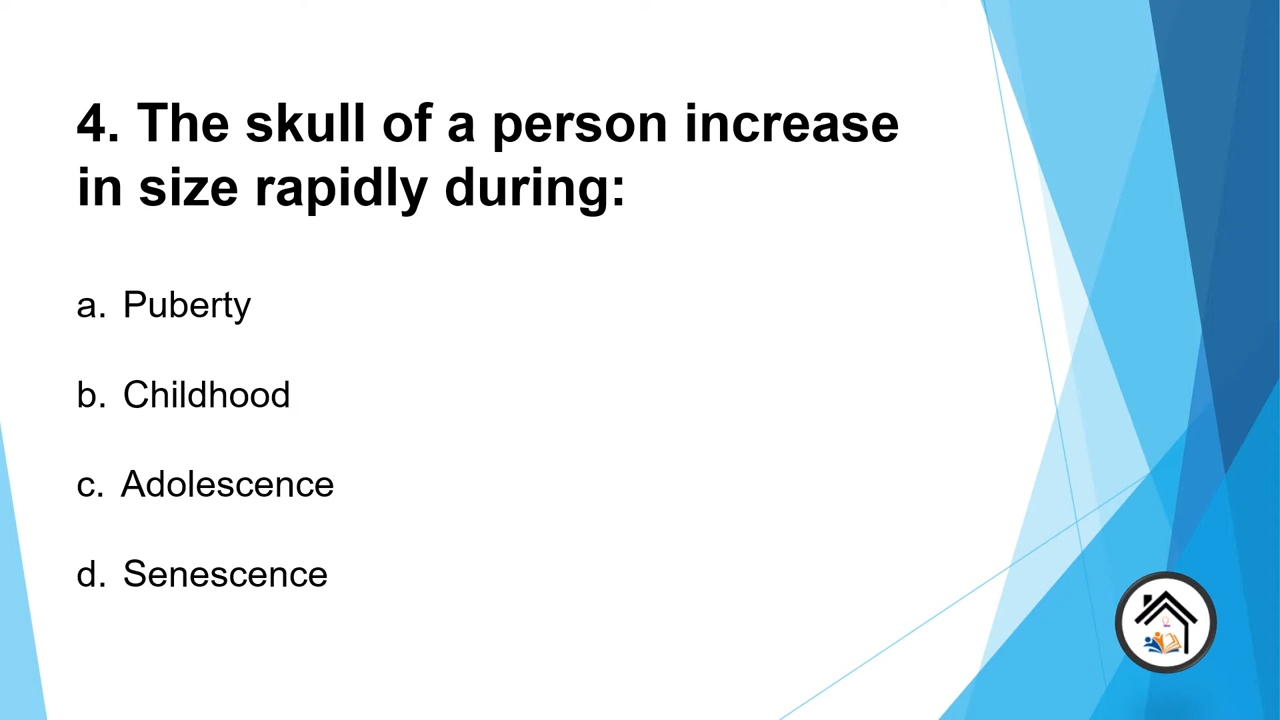 4. The skull of a person increase
in size rapidly during:
a. Puberty
b. Childhood
c. Adolescence
d. Senescence